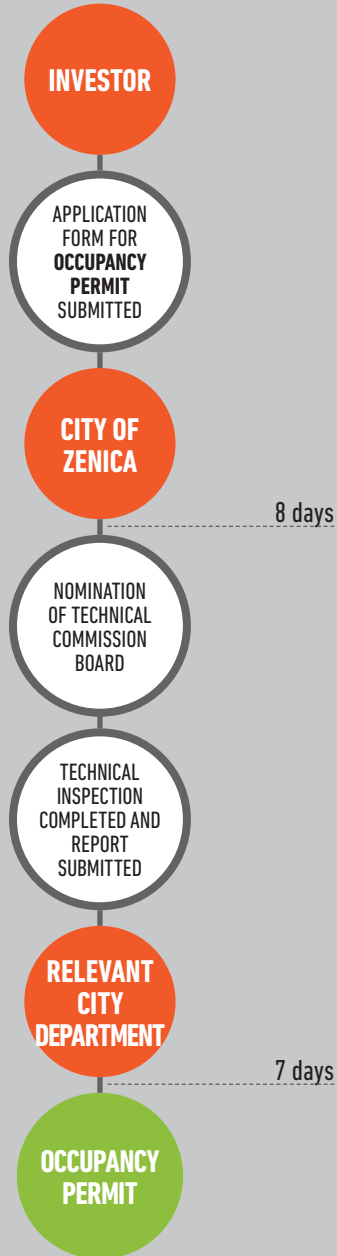 INVESTOR
APPLICATION
FORM FOR
OCCUPANCY
PERMIT
SUBMITTED
CITY OF
ZENICA
8 days
NOMINATION
OF TECHNICAL
COMMISSION
BOARD
TECHNICAL
INSPECTION
COMPLETED AND
REPORT
SUBMITTED
RELEVANT
CITY
DEPARTMENT
7 days
OCCUPANCY
PERMIT